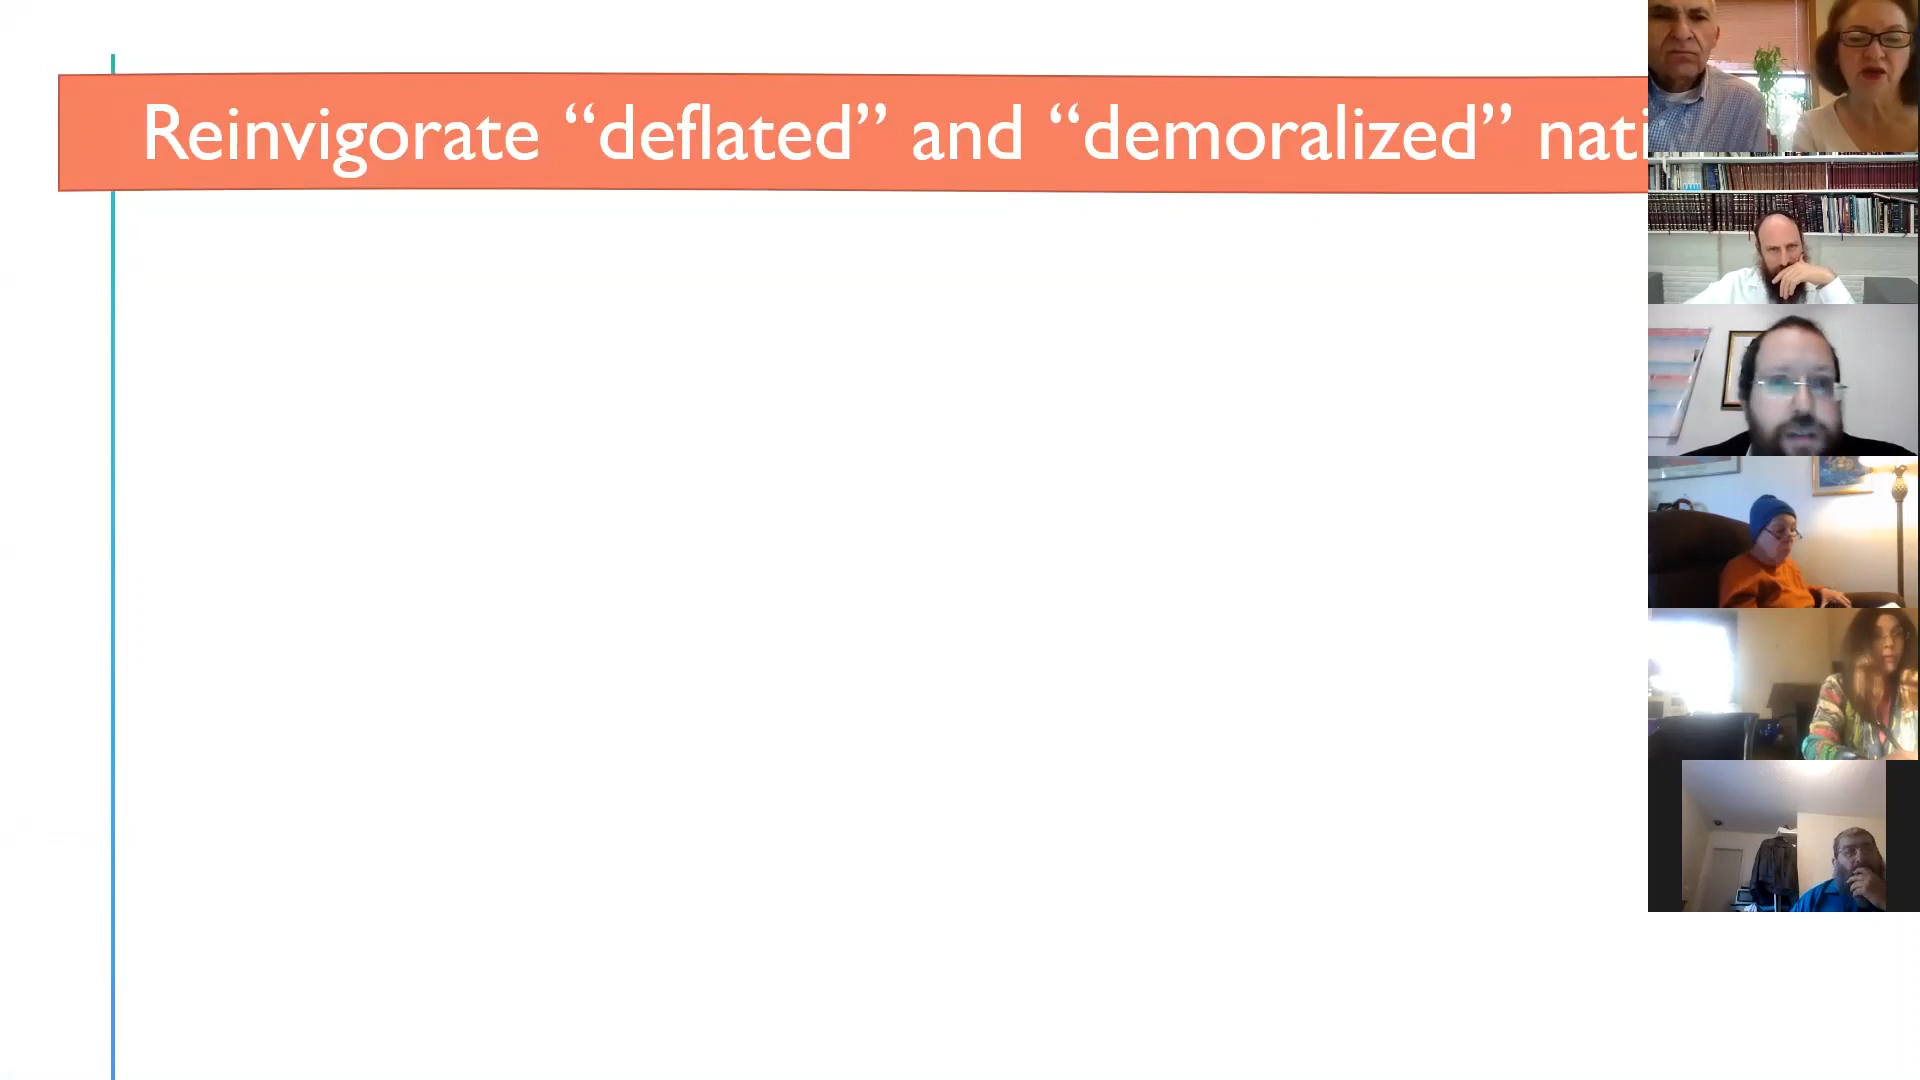 Reinvigorate “deflated” and “demoralized” nati